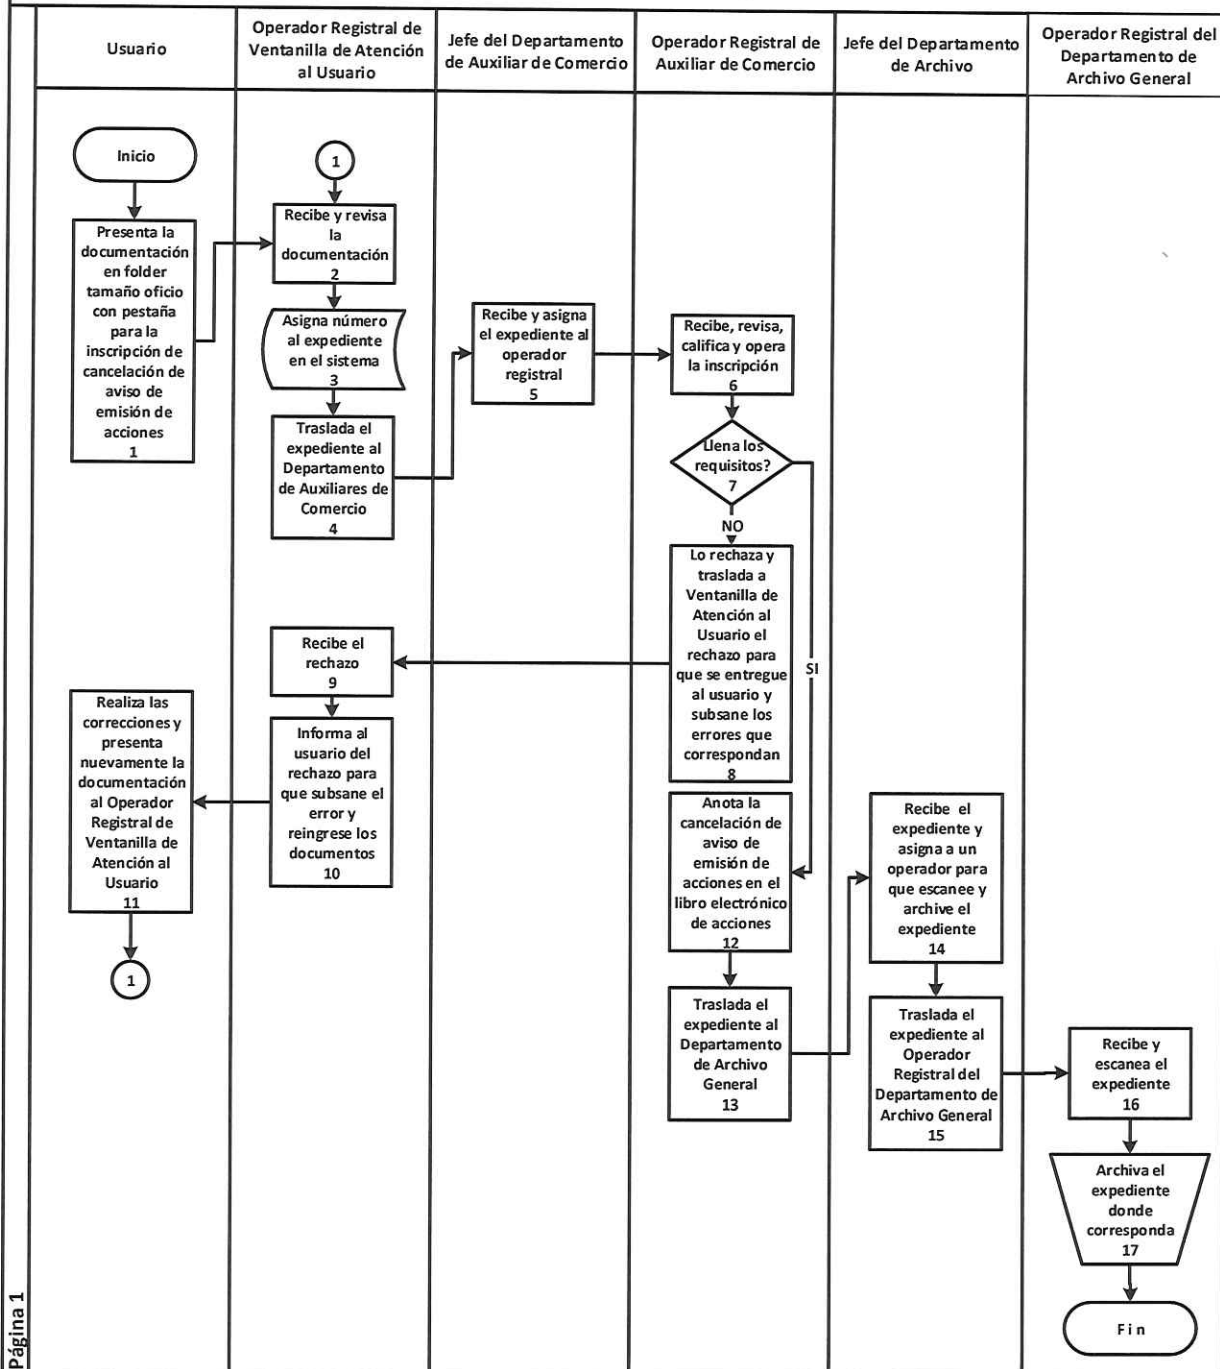 Usuario
Operador Registral de
Ventanilla de Atención
al Usuario
Jefe del Departamento
de Auxiliar de Comercio
Operador Registral de
Auxiliar de Comercio
Jefe del Departamento
de Archivo
Operador Registral del
Departamento de
Archivo General
Inicio
Presenta la
documentación
en folder
tamaño oficio
con pestaña
para la
inscripción de
cancelación de
aviso de
emisión de
acciones
1
1
Recibe y revisa
la
documentación
2
Asigna número
al expediente
en el sistema
3
Traslada el
expediente al
Departamento
de Auxiliares de
Comercio
4
Recibe y asigna
el expediente al
operador
registral
5
Recibe, revisa,
califica y opera
la inscripción
6
Llena los
requisitos?
7
NO
SI
Lo rechaza y
traslada a
Ventanilla de
Atención al
Usuario el
rechazo para
que se entregue
al usuario y
subsane los
errores que
correspondan
8
Recibe el
rechazo
9
Informa al
usuario del
rechazo para
que subsane el
error y
reingrese los
documentos
10
Realiza las
correcciones y
presenta
nuevamente la
documentación
al Operador
Registral de
Ventanilla de
Atención al
Usuario
11
1
Anota la
cancelación de
aviso de
emisión de
acciones en el
libro electrónico
de acciones
12
Traslada el
expediente al
Departamento
de Archivo
General
13
Recibe el
expediente y
asigna a un
operador para
que escanee y
archive el
expediente
14
Traslada el
expediente al
Operador
Registral del
Departamento de
Archivo General
15
Recibe y
escanea el
expediente
16
Archiva el
expediente
donde
corresponda
17
Fin
Página 1